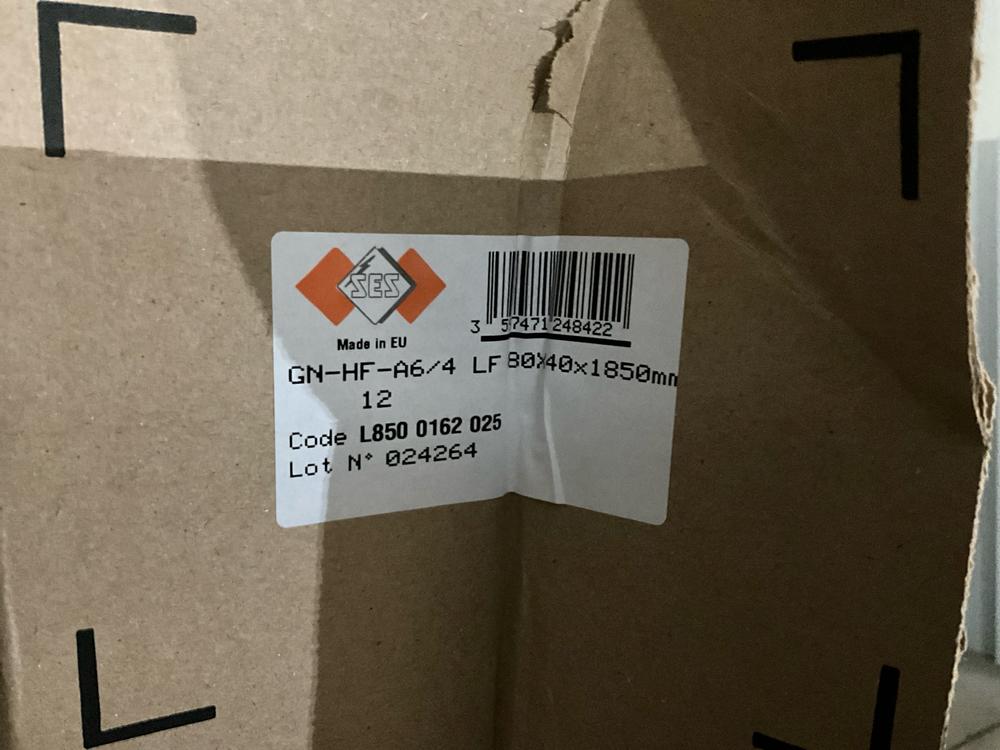 SES
3 57471 248422
Made in EU
GN-HF-A6/4 LF 80x40x1850mm
12
Code L850 0162 025
Lot N° 024264